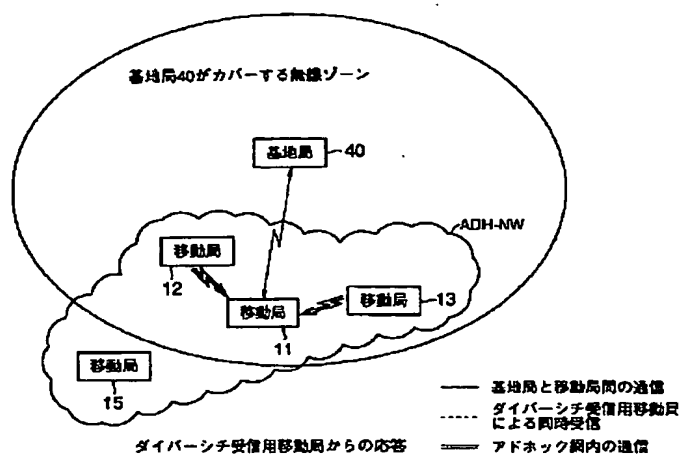 基地局40がカバーする無線ゾーン
基地局
40
ADH-NW
移動局
12
移動局
13
移動局
11
移動局
15
基地局と移動局間の通信
ダイバーシチ受信用移動局
による同時受信
アドホック網内の通信
ダイバーシチ受信用移動局からの応答